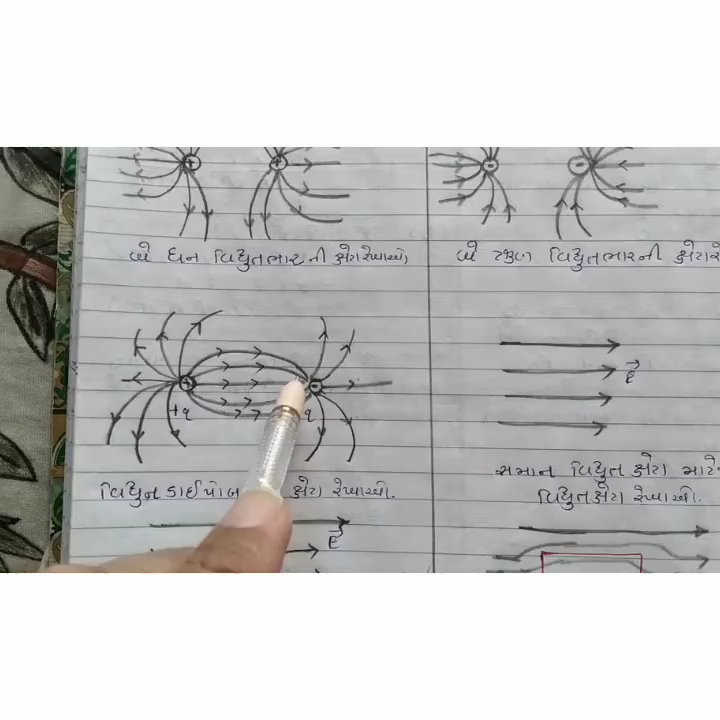 બે ધન વિદ્યુતભારની ક્ષેત્રરેખાઓ
બે ઋણ વિદ્યુતભારની
+ -
+q q
E
વિદ્યુત ડાઈપોલ ક્ષેત્ર રેખાઓ.
સમાન વિદ્યુત ક્ષેત્ર માટે
વિદ્યુતક્ષેત્ર રેખાઓ.
E